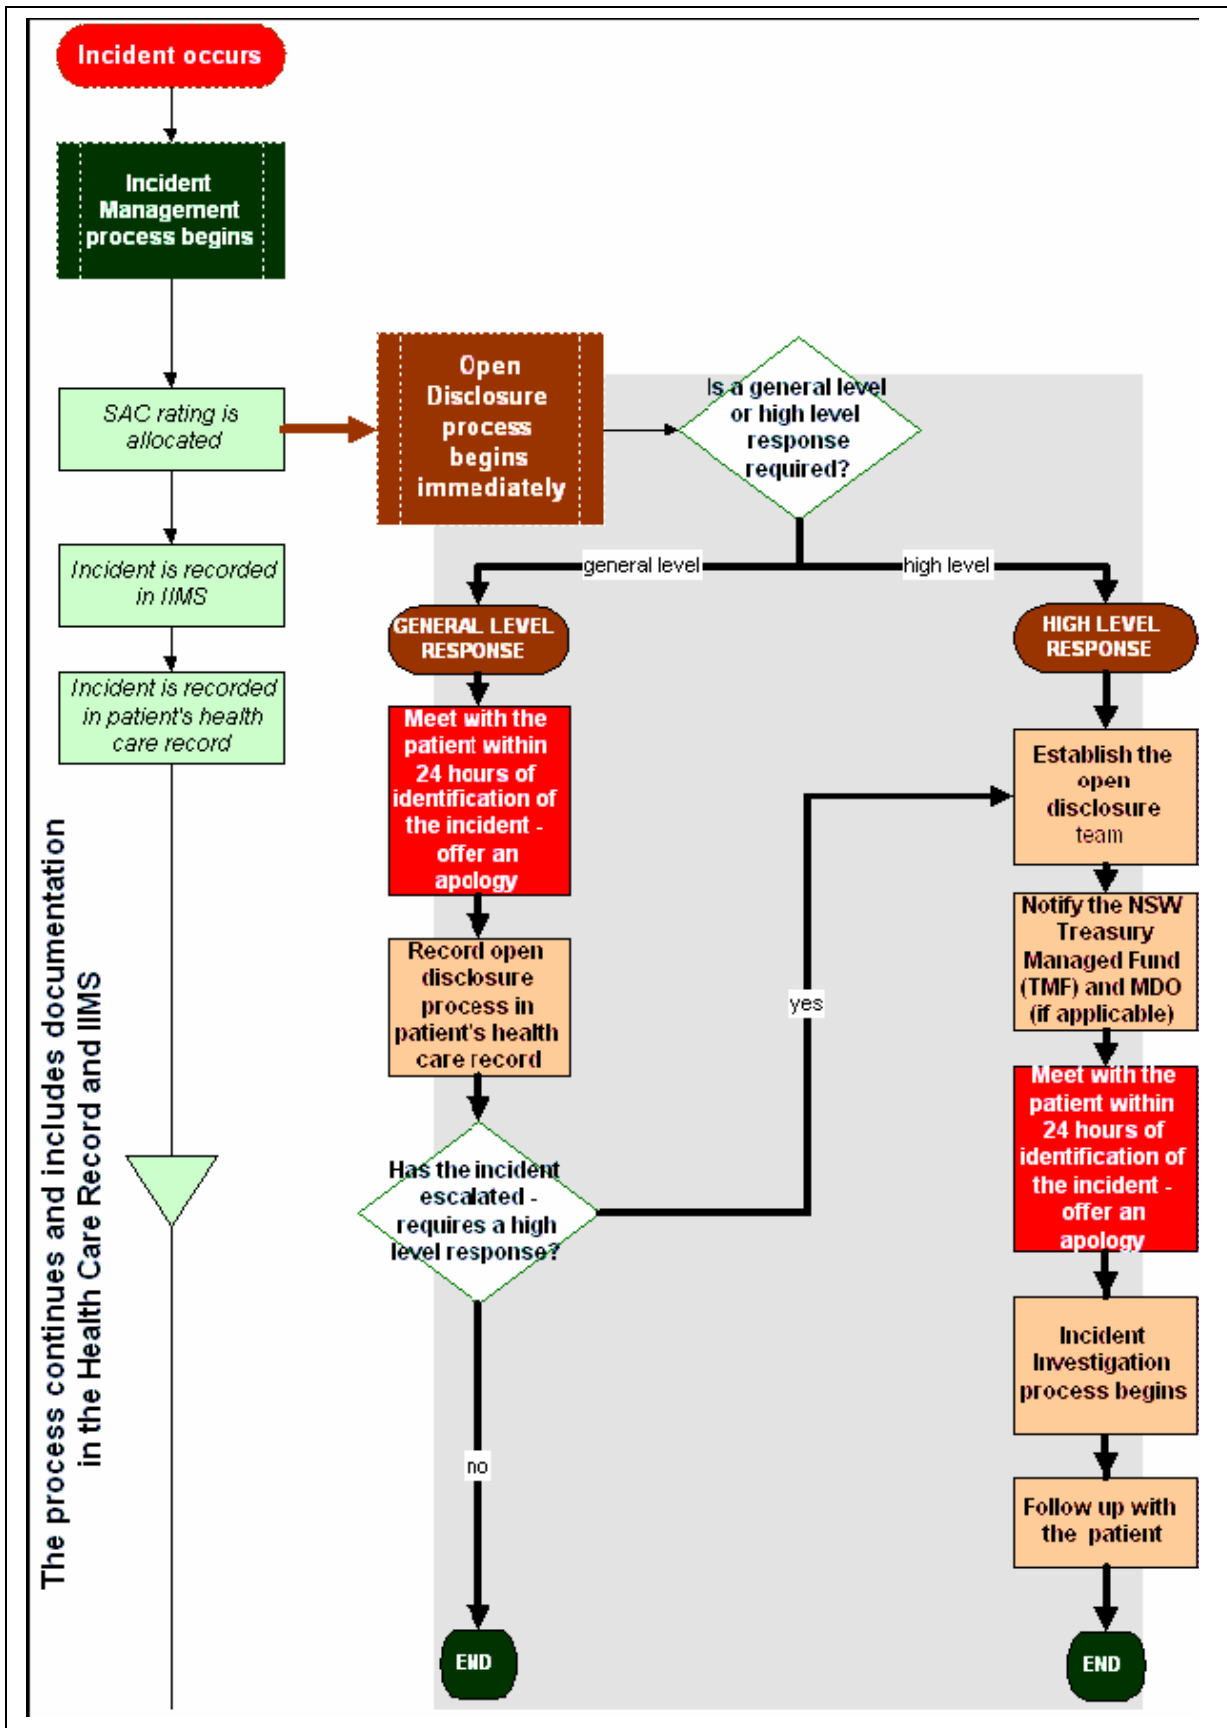 Incident occurs
Incident
Management
process begins
SAC rating is
allocated
Incident is recorded
in IIMS
Incident is recorded
in patient's health
care record
The process continues and includes documentation
in the Health Care Record and IIMS
Open
Disclosure
process
begins
immediately
Is a general level
or high level
response
required?
general level
high level
GENERAL LEVEL
RESPONSE
Meet with the
patient within
24 hours of
identification of
the incident -
offer an
apology
Record open
disclosure
process in
patient's health
care record
Has the incident
escalated -
requires a high
level response?
yes
no
END
HIGH LEVEL
RESPONSE
Establish the
open
disclosure
team
Notify the NSW
Treasury
Managed Fund
(TMF) and MDO
(if applicable)
Meet with the
patient within
24 hours of
identification of
the incident -
offer an
apology
Incident
Investigation
process begins
Follow up with
the patient
END